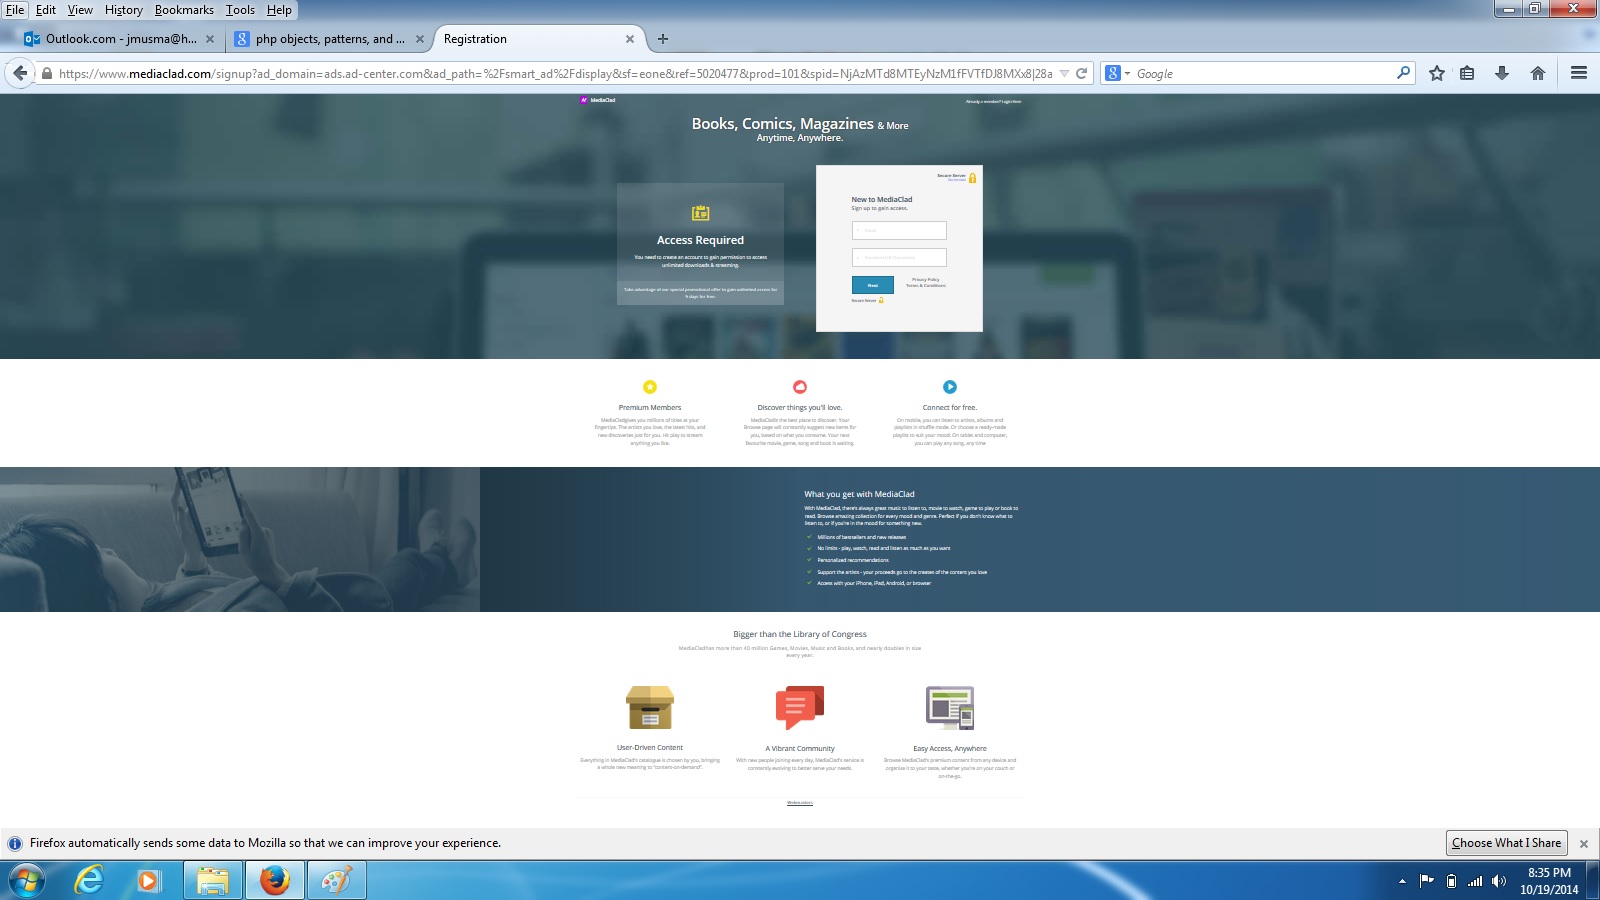 File Edit View History Bookmarks Tools Help
Outlook.com - jmusma@h...
php objects, patterns, and ...
Registration
https://www.mediaclad.com/signup?ad_domain=ads.ad-center.com&ad_path=%2Fsmart_ad%2Fdisplay&sf=eone&ref=5020477&prod=101&spid=NjAzMTd8MTEyNzM1fFVTfDJ8MXx8|28a
Google
MediaClad
Already a member? Login Here
Books, Comics, Magazines & More
Anytime, Anywhere.
Access Required
You need to create an account to gain permission to access
unlimited downloads & streaming.
Take advantage of our special promotional offer to gain unlimited access for
5 days for free.
Secure Server
New to MediaClad
Sign up to gain access.
Email
Next
Privacy Policy
Terms & Conditions
Secure Server
Premium Members
MediaCladgives you millions of titles at your
fingertips. The artists you love, the latest hits, and
new discoveries just for you. Hit play to stream
anything you like.
Discover things you'll love.
MediaCladis the best place to discover. Your
Browse page will constantly suggest new items for
you, based on what you consume. Your next
favourite movie, game, song and book is waiting.
Connect for free.
On mobile, you can listen to artists, albums and
playlists in shuffle mode. Or choose a ready-made
playlist to suit your mood. On tablet and computer,
you can play any song, any time
What you get with MediaClad
With MediaClad, there's always great music to listen to, movie to watch, game to play or book to
read. Browse amazing collection for every mood and genre. Perfect if you don't know what to
listen to, or if you're in the mood for something new.
Millions of bestsellers and new releases
No limits - play, watch, read and listen as much as you want
Personalized recommendations
Support the artists - your proceeds go to the creates of the content you love
Access with your iPhone, iPad, Android, or browser
Bigger than the Library of Congress
MediaCladhas more than 40 million Games, Movies, Music and Books, and nearly doubles in size
every year.
User-Driven Content
Everything in MediaClad's catalogue is chosen by you, bringing
a whole new meaning to "content-on-demand".
A Vibrant Community
With new people joining every day, MediaClad's service is
constantly evolving to better serve your needs.
Easy Access, Anywhere
Browse MediaClad's premium content from any device and
organise it to your taste, whether you're on your couch or
on-the-go.
Webmasters
Firefox automatically sends some data to Mozilla so that we can improve your experience.
Choose What I Share
8:35 PM
10/19/2014